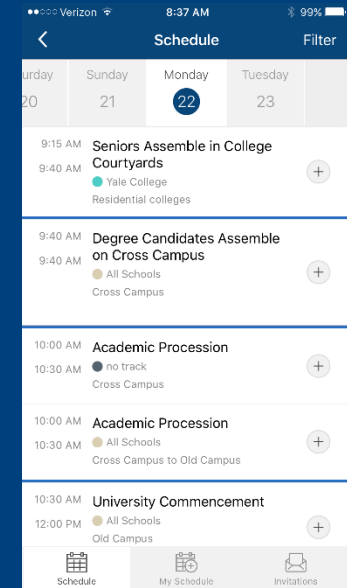 Verizon 8:37 AM 99%
Schedule Filter
urday Sunday Monday Tuesday
20 21 22 23
9:15 AM Seniors Assemble in College
9:40 AM Courtyards
Yale College
Residential colleges
9:40 AM Degree Candidates Assemble
9:40 AM on Cross Campus
All Schools
Cross Campus
10:00 AM Academic Procession
10:30 AM no track
Cross Campus
10:00 AM Academic Procession
10:30 AM All Schools
Cross Campus to Old Campus
10:30 AM University Commencement
12:00 PM All Schools
Old Campus
Schedule My Schedule Invitations